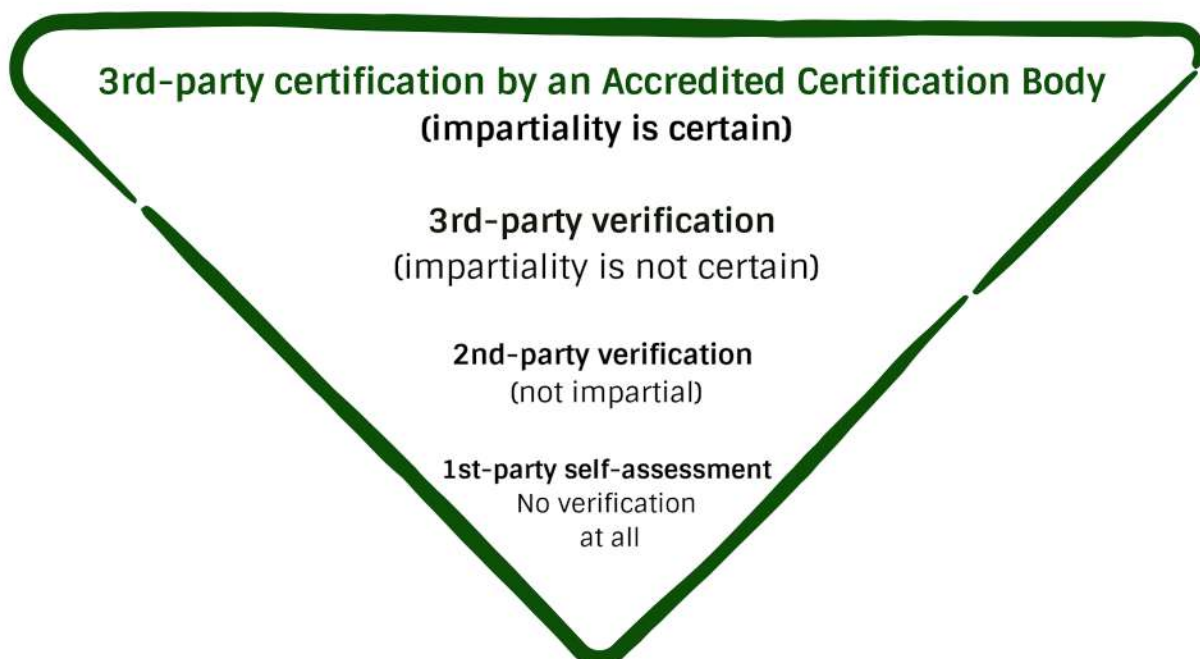 3rd-party certification by an Accredited Certification Body
(impartiality is certain)
3rd-party verification
(impartiality is not certain)
2nd-party verification
(not impartial)
1st-party self-assessment
No verification
at all